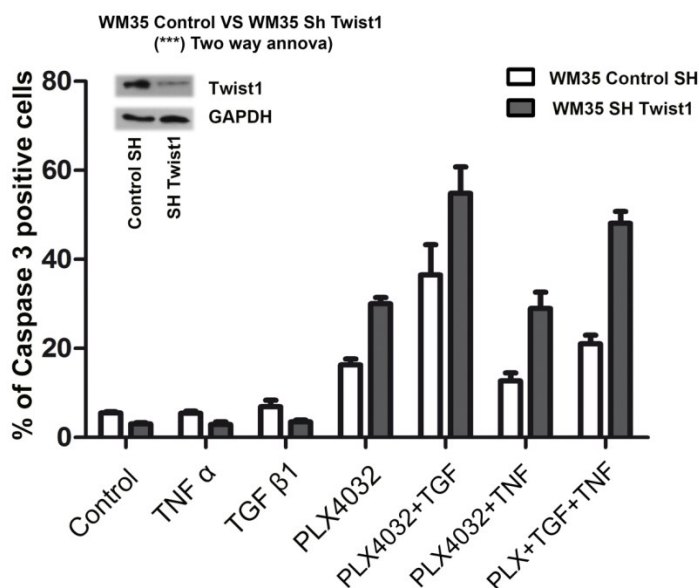 WM35 Control VS WM35 Sh Twist1
(***) Two way annova)
Twist1
GAPDH
Control SH
SH Twist1
WM35 Control SH
WM35 SH Twist1
% of Caspase 3 positive cells
80
60
40
20
0
Control
TNF α
TGF β1
PLX4032
PLX4032+TGF
PLX4032+TNF
PLX+TGF+TNF